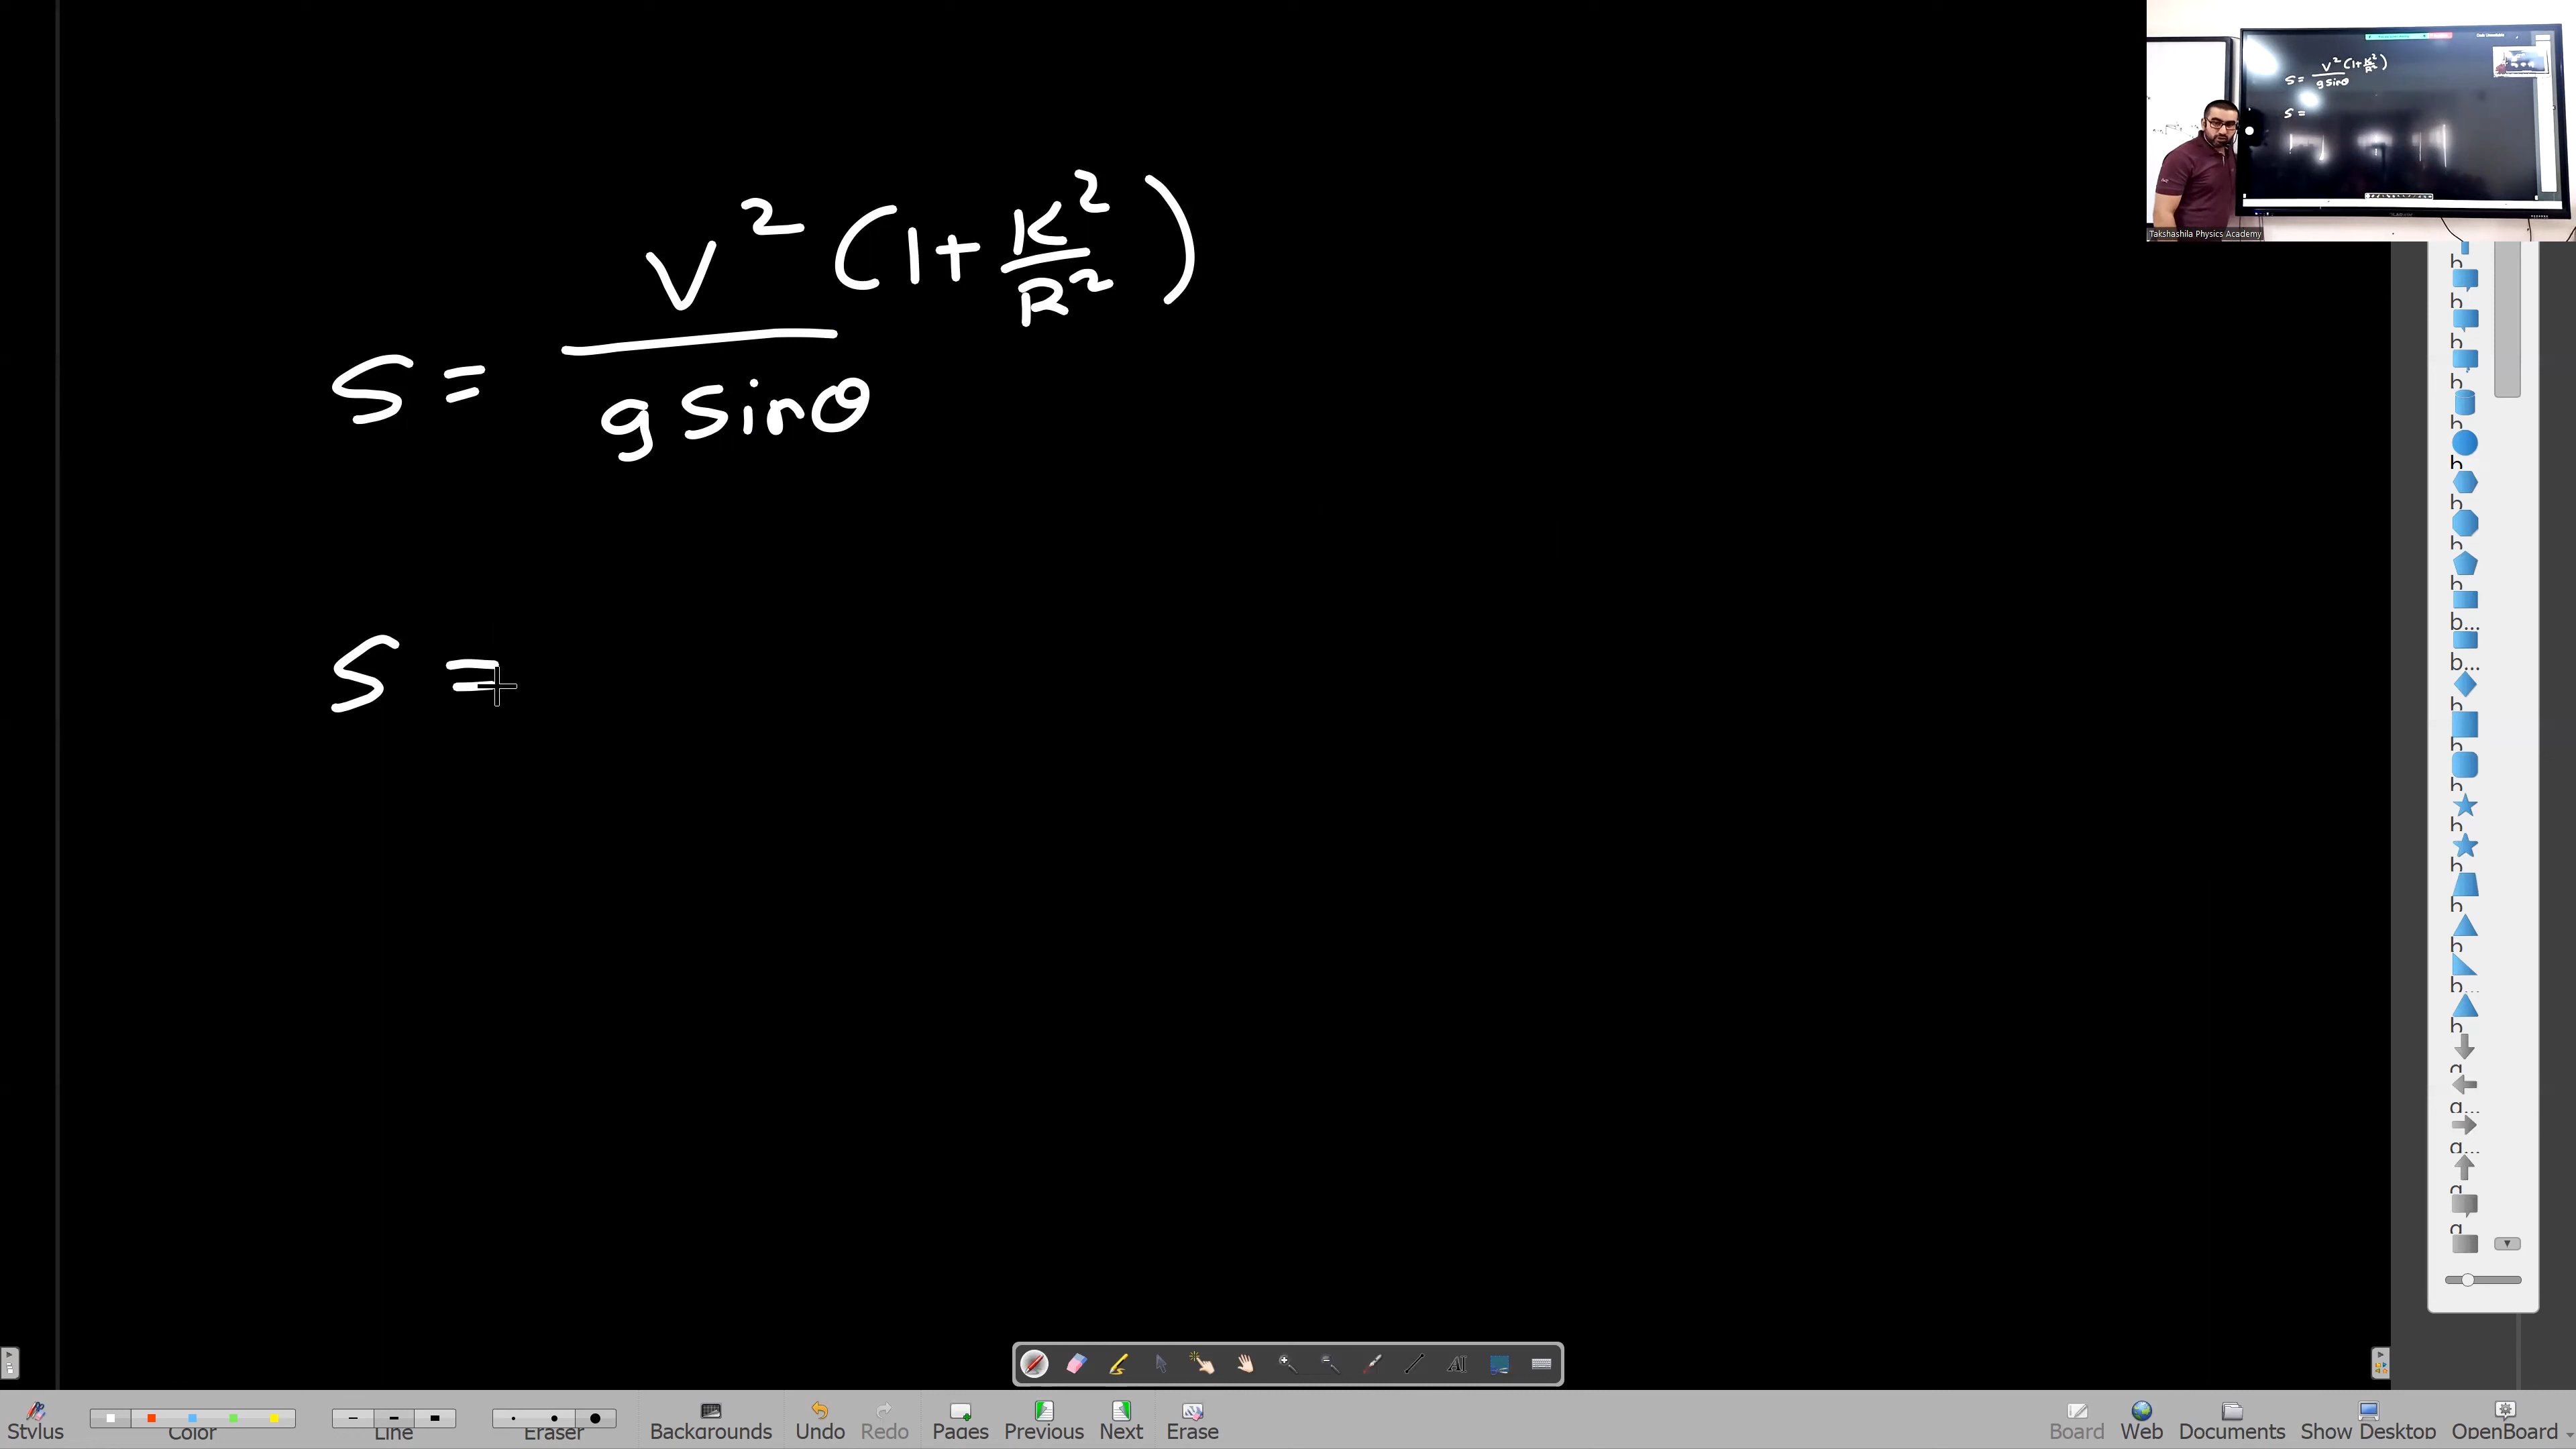 S = V² (1 + K²/R²) / g sinθ
S =
Takshashila Physics Academy
b
b
b
b
b
b
b
b
b
b...
b...
b
b
b
b
b
b
b
b...
b
a
a...
a...
a
a
Stylus
Color
Line
Eraser
Backgrounds
Undo
Redo
Pages
Previous
Next
Erase
Board
Web
Documents
Show Desktop
OpenBoard